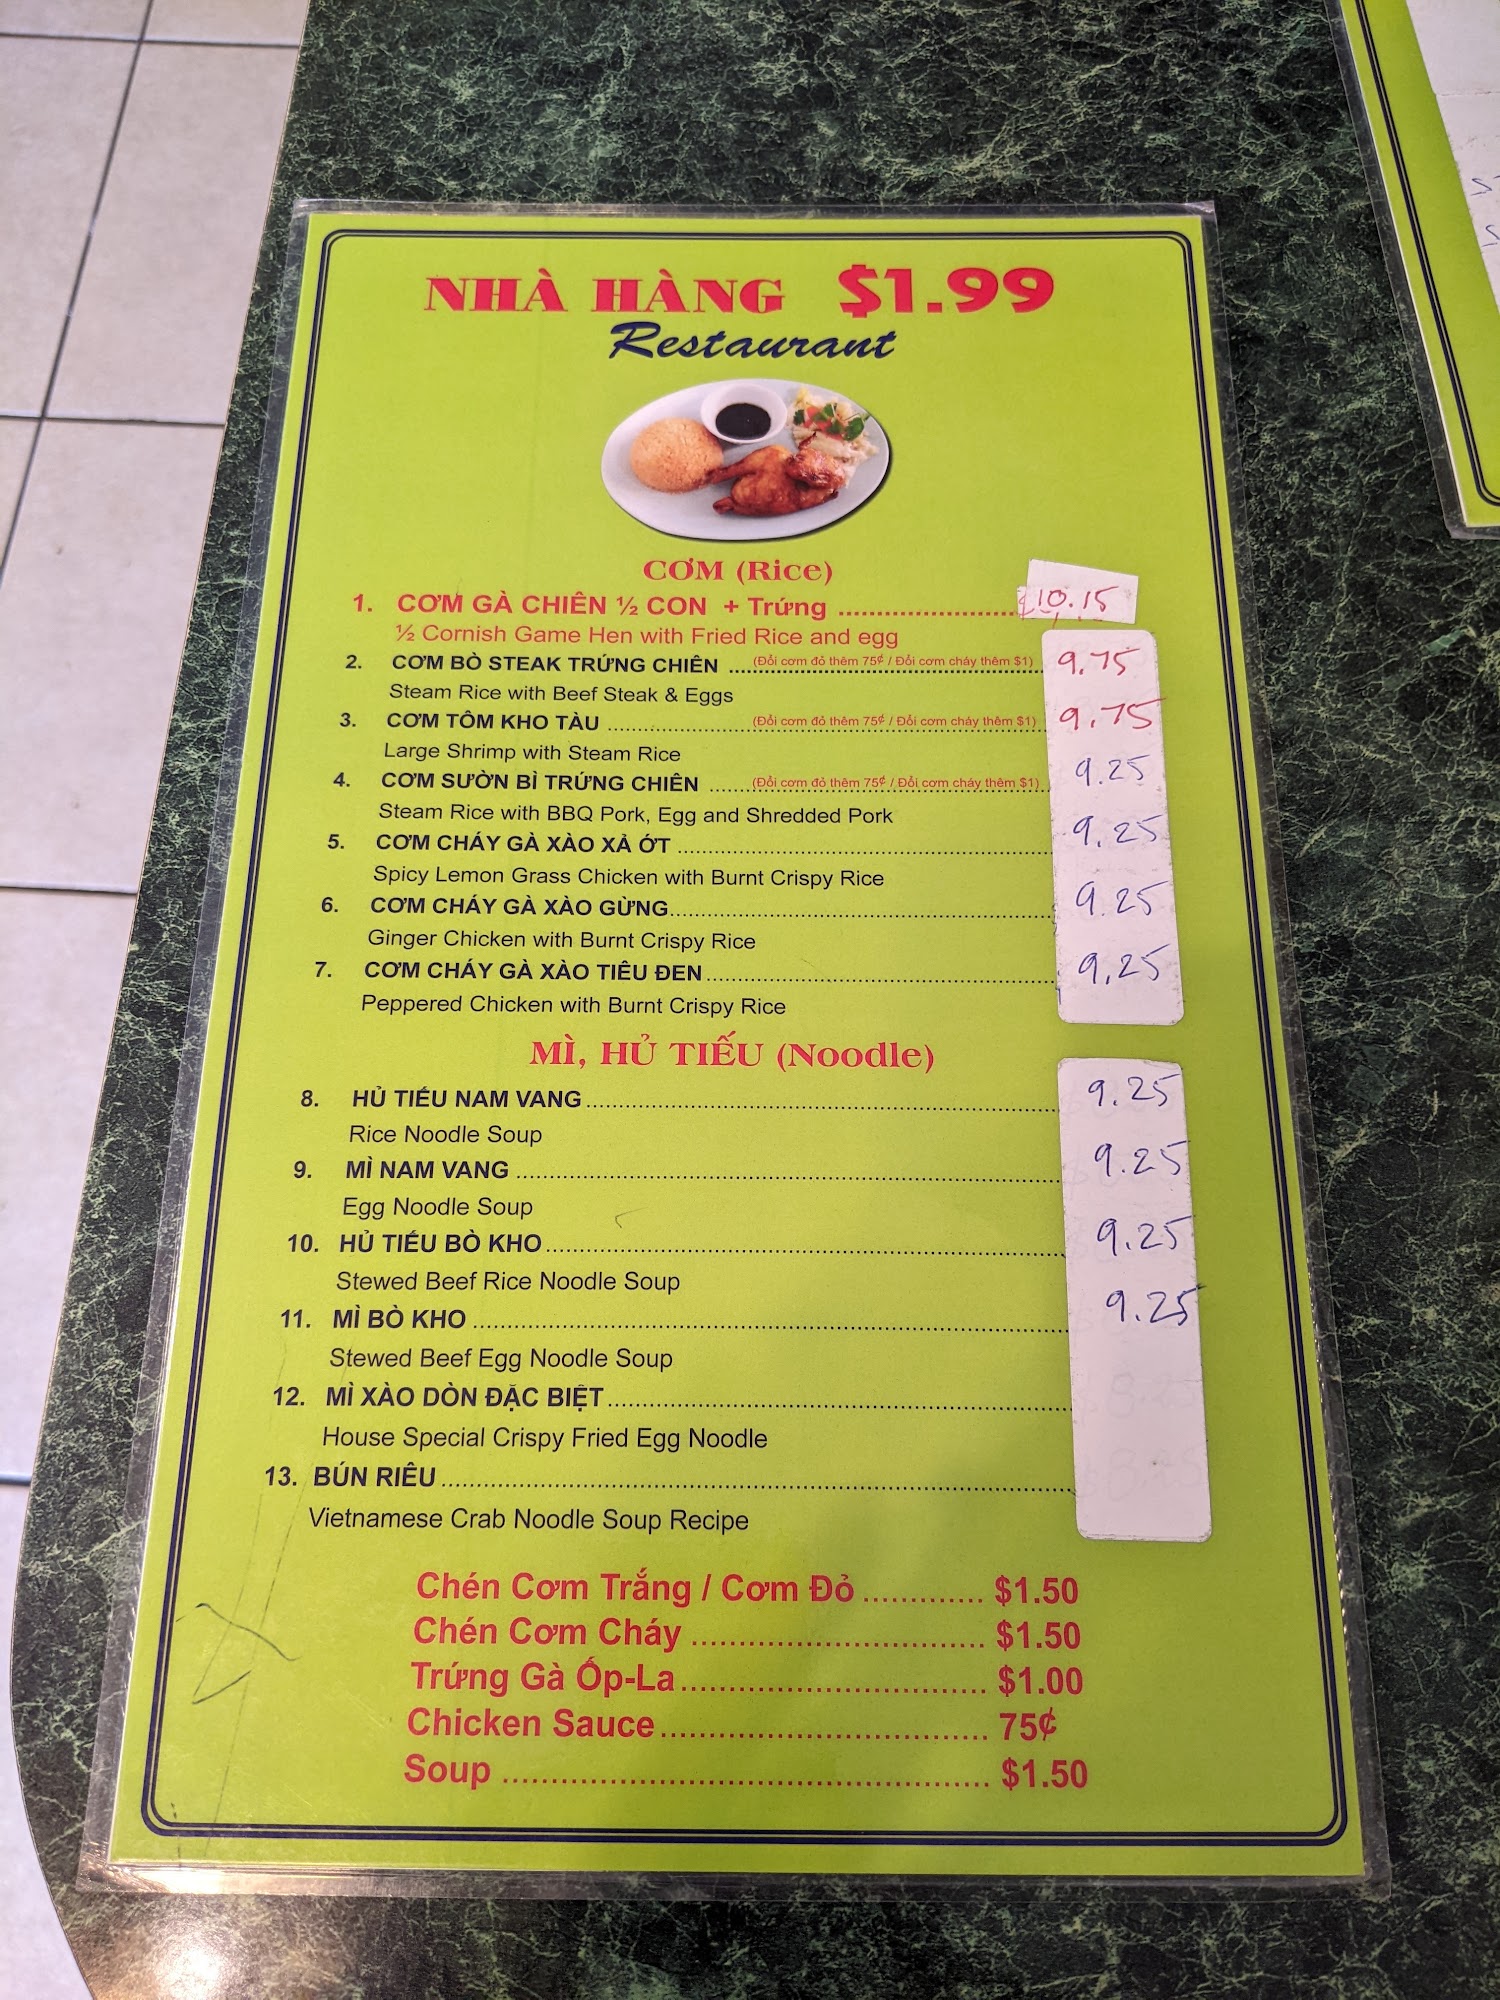 NHÀ HÀNG $1.99
Restaurant
CƠM (Rice)
1. CƠM GÀ CHIÊN ½ CON + Trứng ........................ 10.15
½ Cornish Game Hen with Fried Rice and egg
2. CƠM BÒ STEAK TRỨNG CHIÊN ........ (Đổi cơm đỏ thêm 75¢ / Đổi cơm cháy thêm $1) 9.75
Steam Rice with Beef Steak & Eggs
3. CƠM TÔM KHO TÀU ........ (Đổi cơm đỏ thêm 75¢ / Đổi cơm cháy thêm $1) 9.75
Large Shrimp with Steam Rice
4. CƠM SƯỜN BÌ TRỨNG CHIÊN ........ (Đổi cơm đỏ thêm 75¢ / Đổi cơm cháy thêm $1) 9.25
Steam Rice with BBQ Pork, Egg and Shredded Pork
5. CƠM CHÁY GÀ XÀO XẢ ỚT ........ 9.25
Spicy Lemon Grass Chicken with Burnt Crispy Rice
6. CƠM CHÁY GÀ XÀO GỪNG ........ 9.25
Ginger Chicken with Burnt Crispy Rice
7. CƠM CHÁY GÀ XÀO TIÊU ĐEN ........ 9.25
Peppered Chicken with Burnt Crispy Rice
MÌ, HỦ TIẾU (Noodle)
8. HỦ TIẾU NAM VANG ........ 9.25
Rice Noodle Soup
9. MÌ NAM VANG ........ 9.25
Egg Noodle Soup
10. HỦ TIẾU BÒ KHO ........ 9.25
Stewed Beef Rice Noodle Soup
11. MÌ BÒ KHO ........ 9.25
Stewed Beef Egg Noodle Soup
12. MÌ XÀO DÒN ĐẶC BIỆT ........
House Special Crispy Fried Egg Noodle
13. BÚN RIÊU ........
Vietnamese Crab Noodle Soup Recipe
Chén Cơm Trắng / Cơm Đỏ ............. $1.50
Chén Cơm Cháy ........ $1.50
Trứng Gà Ốp-La ........ $1.00
Chicken Sauce ........ 75¢
Soup ........ $1.50